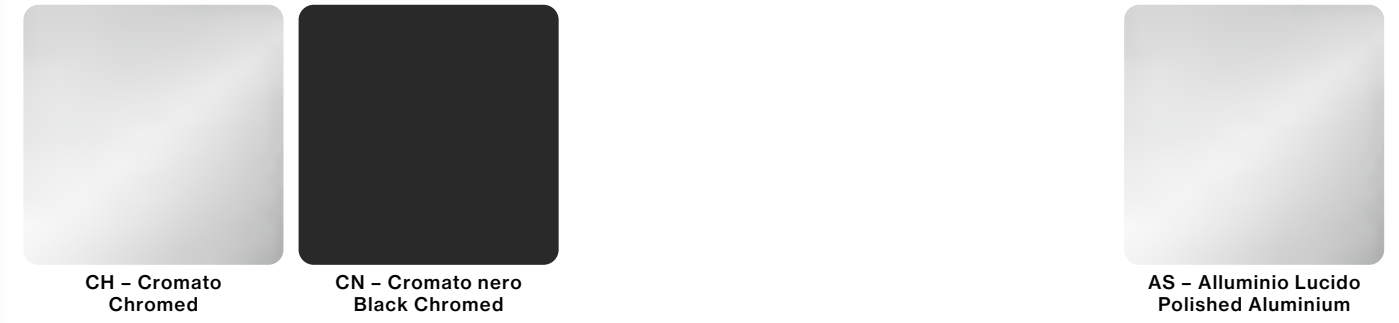 CH – Cromato
Chromed
CN – Cromato nero
Black Chromed
AS – Alluminio Lucido
Polished Aluminium